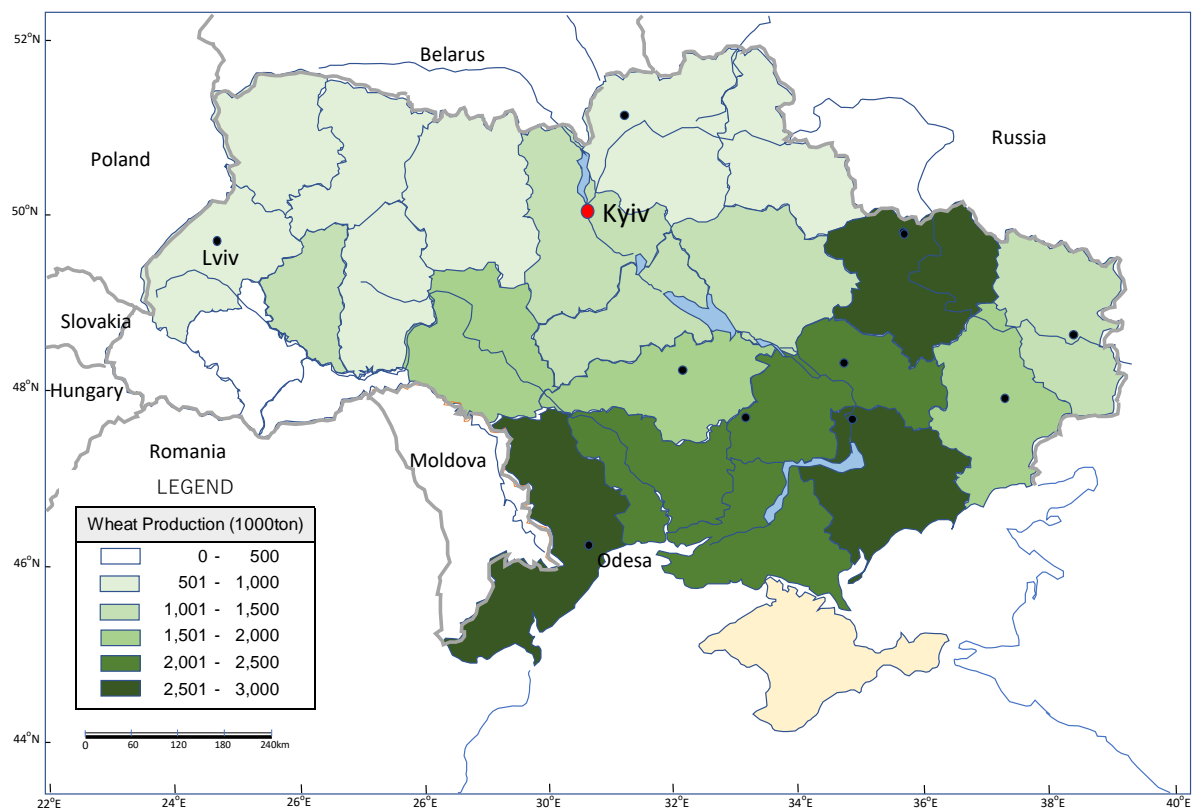 52°N
Belarus
Russia
Poland
50°N
Kyiv
Lviv
Slovakia
48°N
Hungary
Romania
Moldova
LEGEND
Wheat Production (1000ton)
0 - 500
501 - 1,000
1,001 - 1,500
1,501 - 2,000
2,001 - 2,500
2,501 - 3,000
46°N
Odesa
44°N
0 60 120 180 240km
22°E 24°E 26°E 26°E 30°E 32°E 34°E 36°E 38°E 40°E